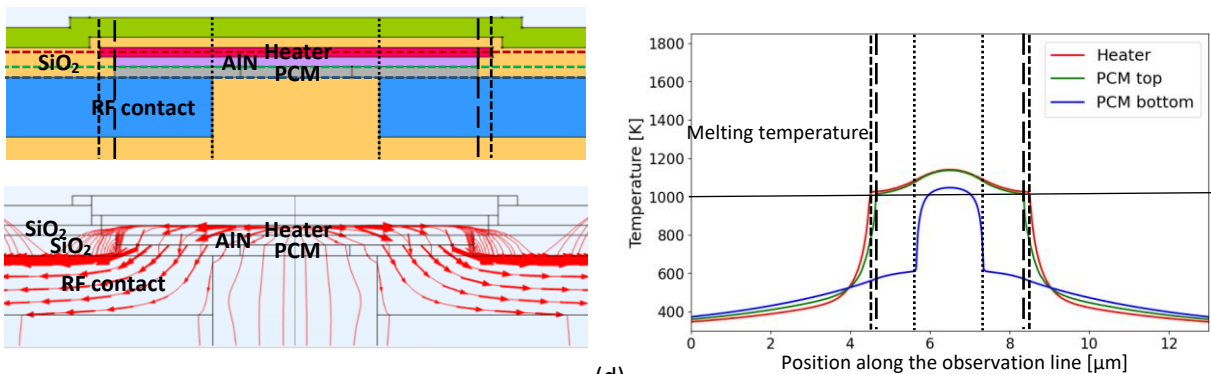 Heater
SiO₂
AlN
PCM
RF contact
SiO₂
SiO₂
Heater
AlN
PCM
RF contact
1800
1600
1400
1200
1000
800
600
400
Temperature [K]
Melting temperature
Heater
PCM top
PCM bottom
0
2
4
6
8
10
12
Position along the observation line [µm]